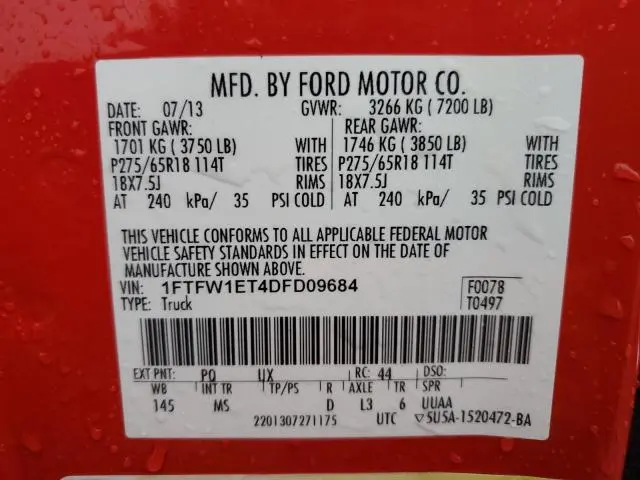 MFD. BY FORD MOTOR CO.
DATE: 07/13 GVWR: 3266 KG ( 7200 LB)
FRONT GAWR: REAR GAWR:
1701 KG ( 3750 LB) WITH 1746 KG ( 3850 LB) WITH
P275/65R18 114T TIRES P275/65R18 114T TIRES
18X7.5J RIMS 18X7.5J RIMS
AT 240 kPa/ 35 PSI COLD AT 240 kPa/ 35 PSI COLD
THIS VEHICLE CONFORMS TO ALL APPLICABLE FEDERAL MOTOR
VEHICLE SAFETY STANDARDS IN EFFECT ON THE DATE OF
MANUFACTURE SHOWN ABOVE.
VIN: 1FTFW1ET4DFD09684 F0078
TYPE: Truck T0497
EXT PNT: PQ UX RC: 44 DSO:
WB INT TR TP/PS R AXLE TR SPR
145 MS D L3 6 UUAA
2201307271175 UTC ▽5U5A-1520472-BA